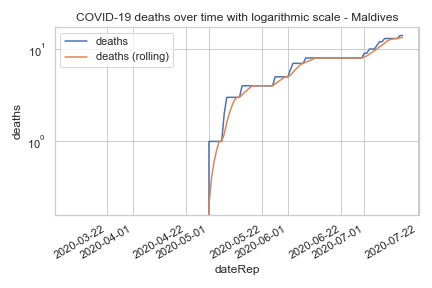 COVID-19 deaths over time with logarithmic scale - Maldives
deaths
deaths (rolling)
10¹
10⁰
deaths
2020-03-22
2020-04-01
2020-04-22
2020-05-01
2020-05-22
2020-06-01
2020-06-22
2020-07-01
2020-07-22
dateRep